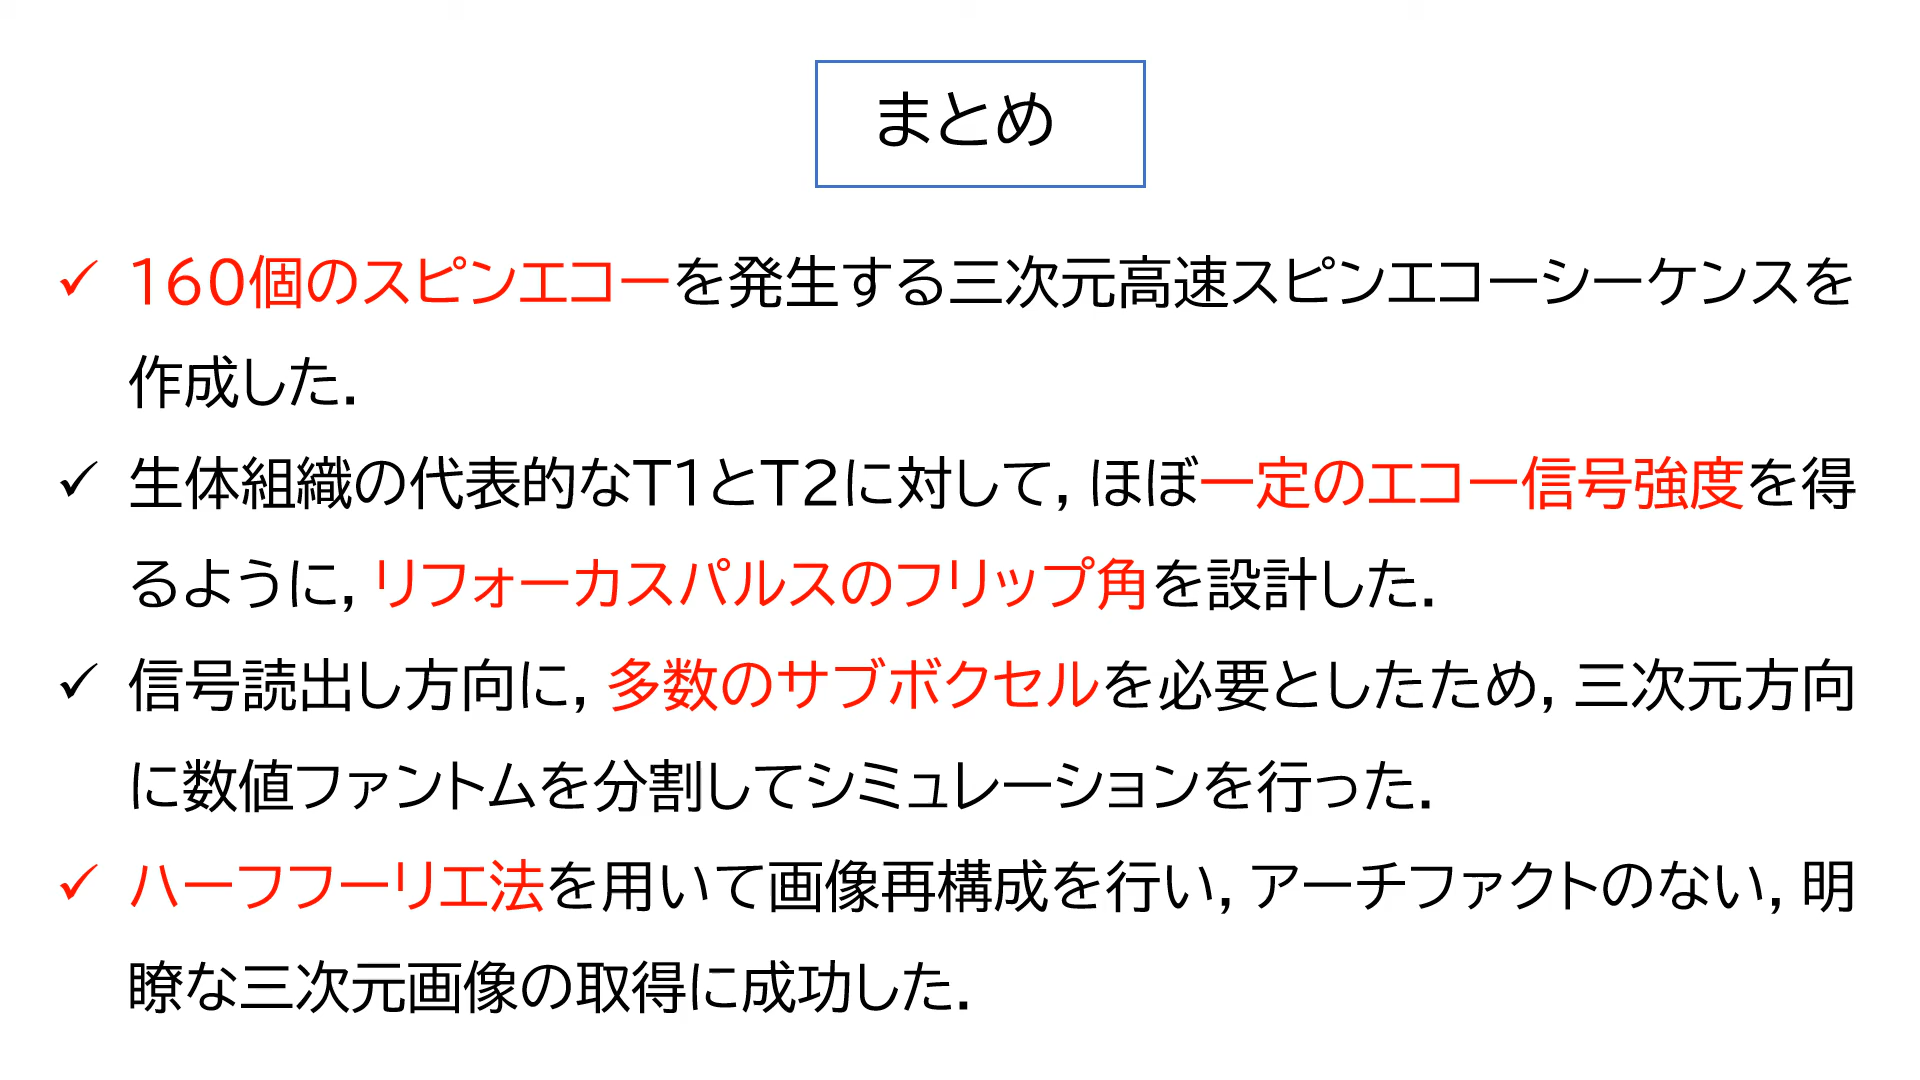 まとめ
✓ 160個のスピンエコーを発生する三次元高速スピンエコーシーケンスを
作成した.
✓ 生体組織の代表的なT1とT2に対して, ほぼ一定のエコー信号強度を得
るように, リフォーカスパルスのフリップ角を設計した.
✓ 信号読出し方向に, 多数のサブボクセルを必要としたため, 三次元方向
に数値ファントムを分割してシミュレーションを行った.
✓ ハーフフーリエ法を用いて画像再構成を行い, アーチファクトのない, 明
瞭な三次元画像の取得に成功した.